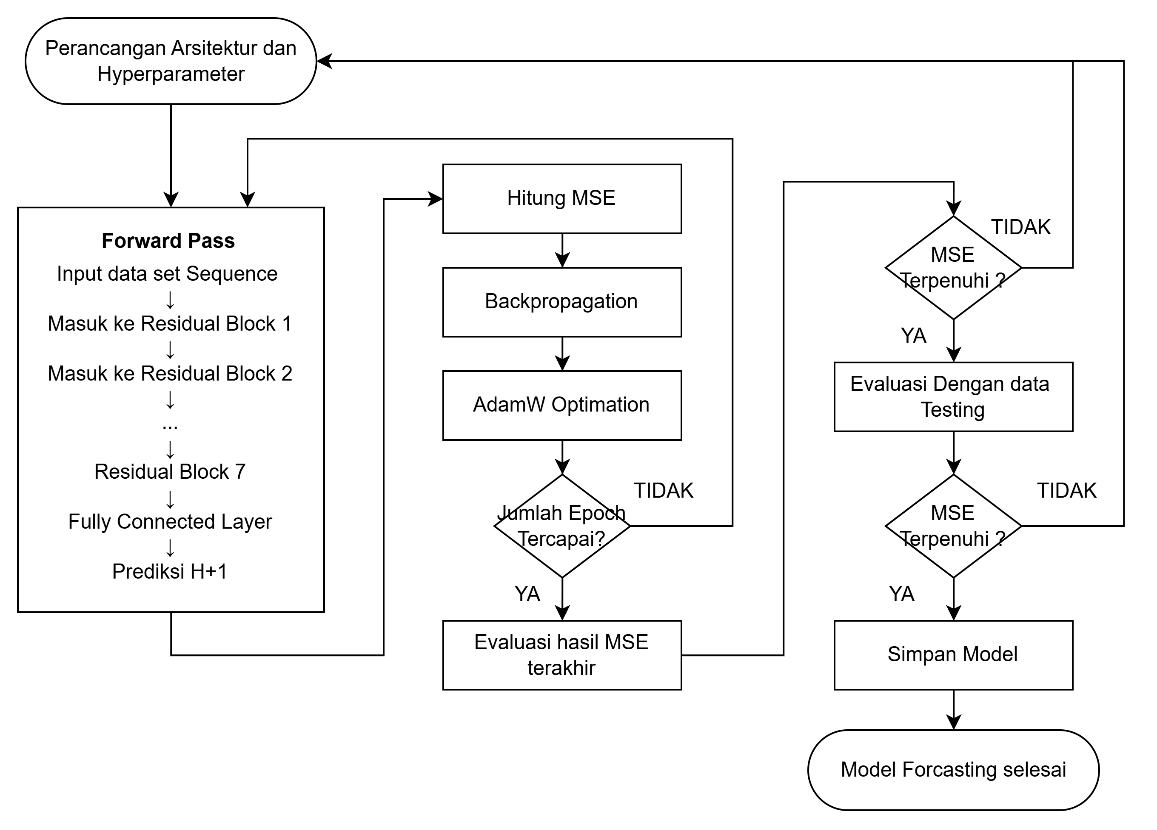 Perancangan Arsitektur dan
Hyperparameter
Forward Pass
Input data set Sequence
↓
Masuk ke Residual Block 1
↓
Masuk ke Residual Block 2
↓
...
↓
Residual Block 7
↓
Fully Connected Layer
↓
Prediksi H+1
Hitung MSE
Backpropagation
AdamW Optimation
Jumlah Epoch
Tercapai?
TIDAK
YA
Evaluasi hasil MSE
terakhir
MSE
Terpenuhi ?
TIDAK
YA
Evaluasi Dengan data
Testing
MSE
Terpenuhi ?
TIDAK
YA
Simpan Model
Model Forcasting selesai